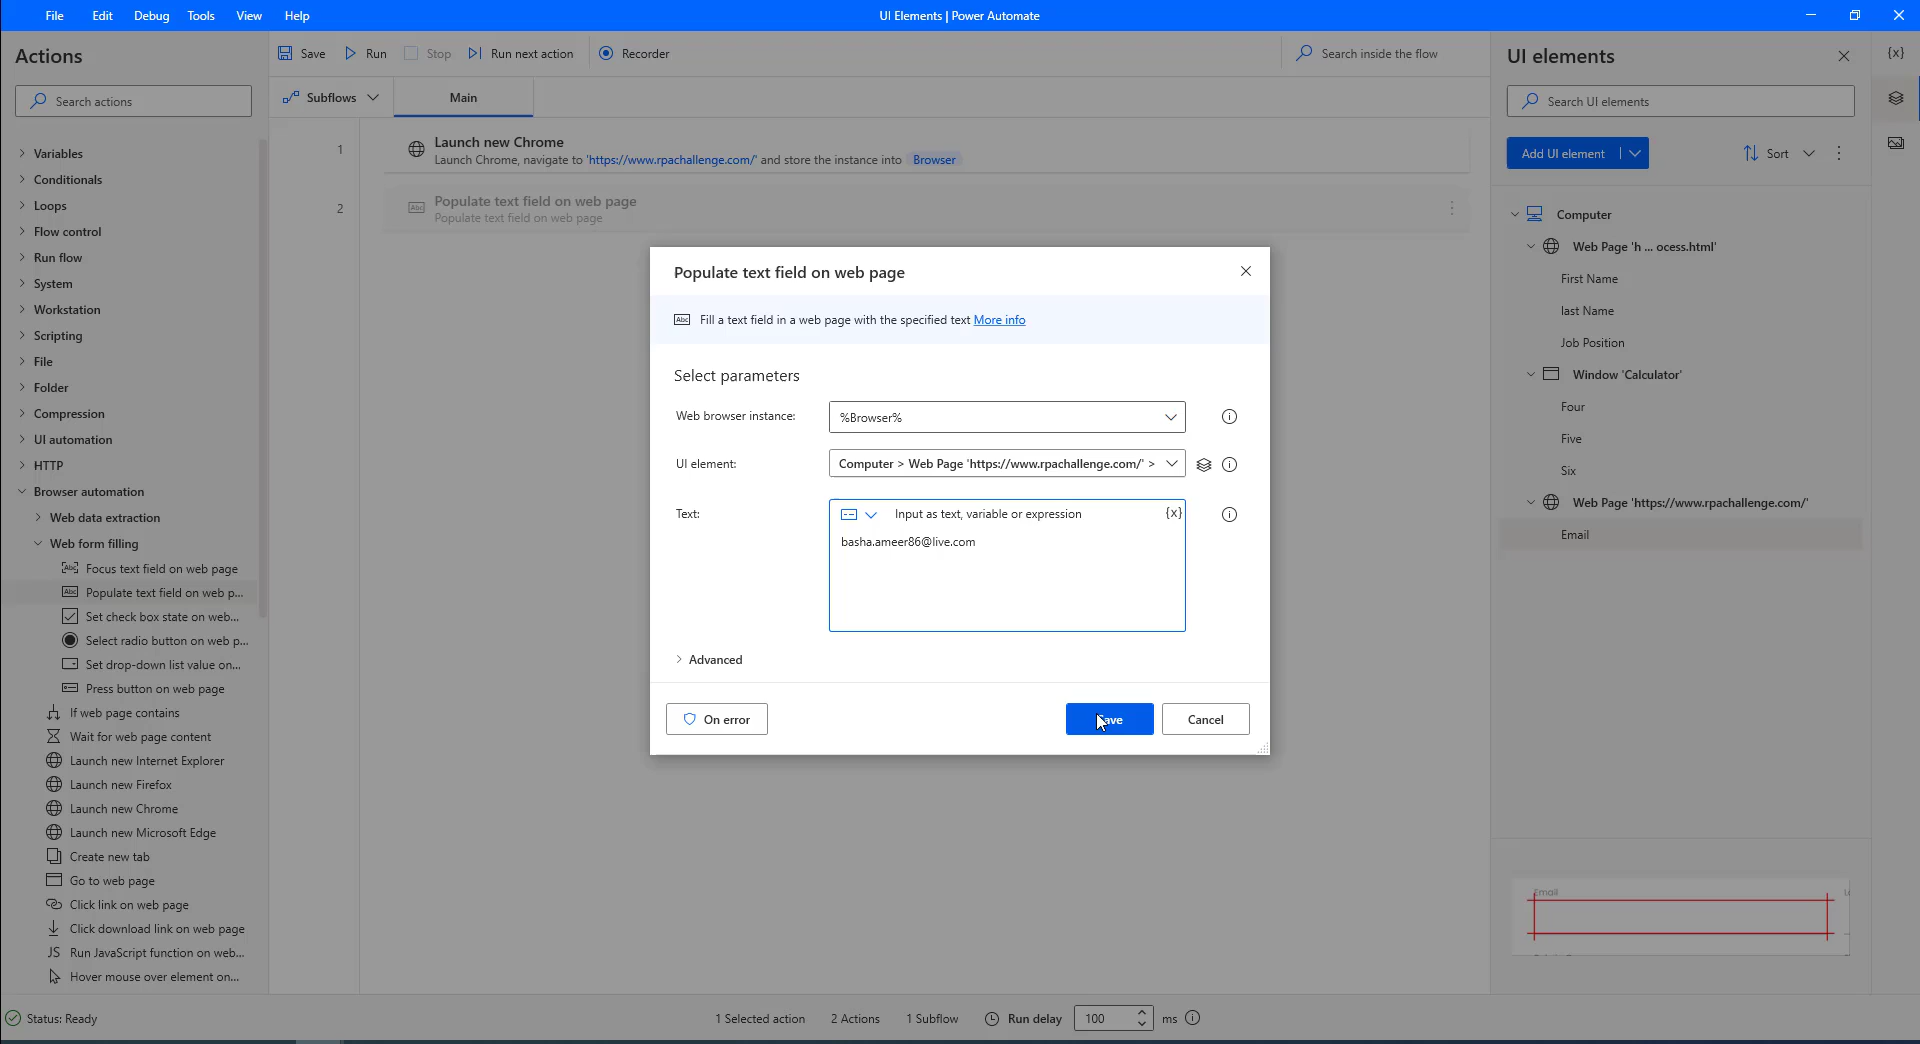 File Edit Debug Tools View Help
UI Elements | Power Automate
Actions
Search actions
Variables
Conditionals
Loops
Flow control
Run flow
System
Workstation
Scripting
File
Folder
Compression
UI automation
HTTP
Browser automation
Web data extraction
Web form filling
Focus text field on web page
Populate text field on web p...
Set check box state on web...
Select radio button on web p...
Set drop-down list value on...
Press button on web page
If web page contains
Wait for web page content
Launch new Internet Explorer
Launch new Firefox
Launch new Chrome
Launch new Microsoft Edge
Create new tab
Go to web page
Click link on web page
Click download link on web page
JS Run JavaScript function on web...
Hover mouse over element on...
Save Run Stop Run next action Recorder
Search inside the flow
Subflows Main
1 Launch new Chrome
Launch Chrome, navigate to 'https://www.rpachallenge.com/' and store the instance into Browser
2 Abc Populate text field on web page
Populate text field on web page
Populate text field on web page
Abc Fill a text field in a web page with the specified text More info
Select parameters
Web browser instance: %Browser%
UI element: Computer > Web Page 'https://www.rpachallenge.com/' >
Text: Input as text, variable or expression {x}
basha.ameer86@live.com
Advanced
On error
Cancel
UI elements
{x}
Search UI elements
Add UI element
Sort
Computer
Web Page 'h ... ocess.html'
First Name
last Name
Job Position
Window 'Calculator'
Four
Five
Six
Web Page 'https://www.rpachallenge.com/'
Email
Email
Status: Ready
1 Selected action 2 Actions 1 Subflow Run delay 100 ms